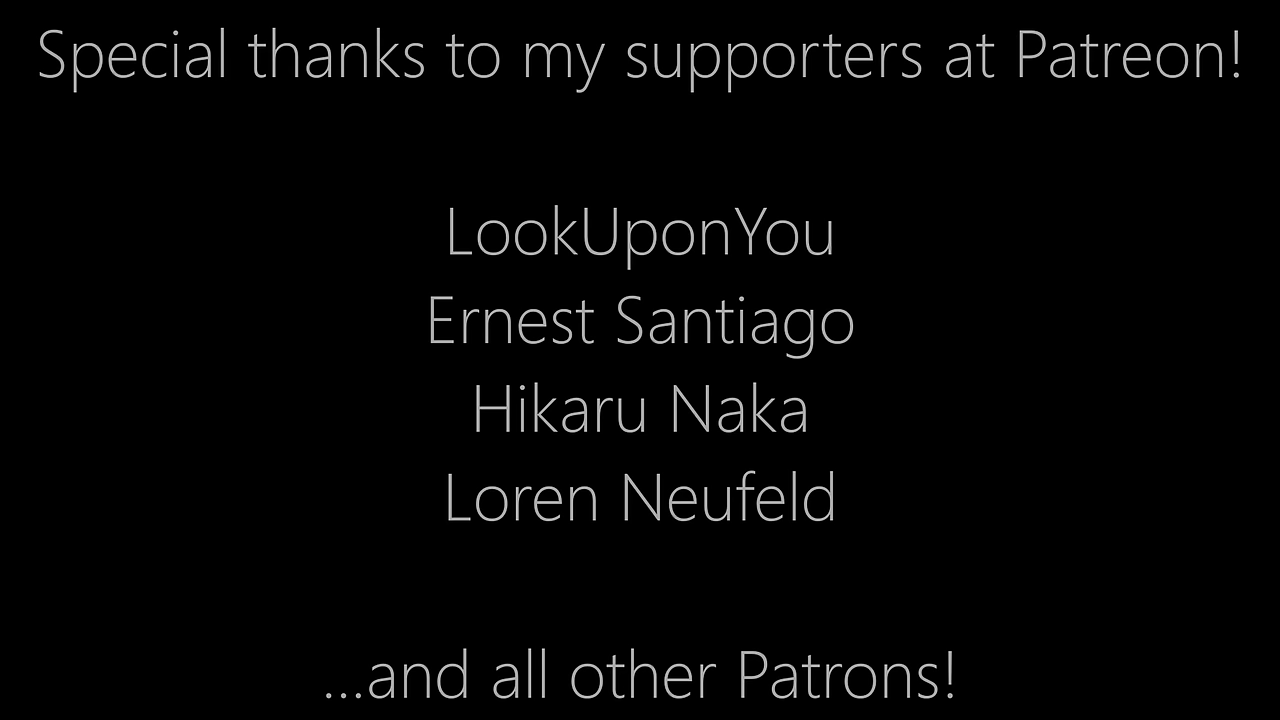 Special thanks to my supporters at Patreon!
LookUponYou
Ernest Santiago
Hikaru Naka
Loren Neufeld
...and all other Patrons!